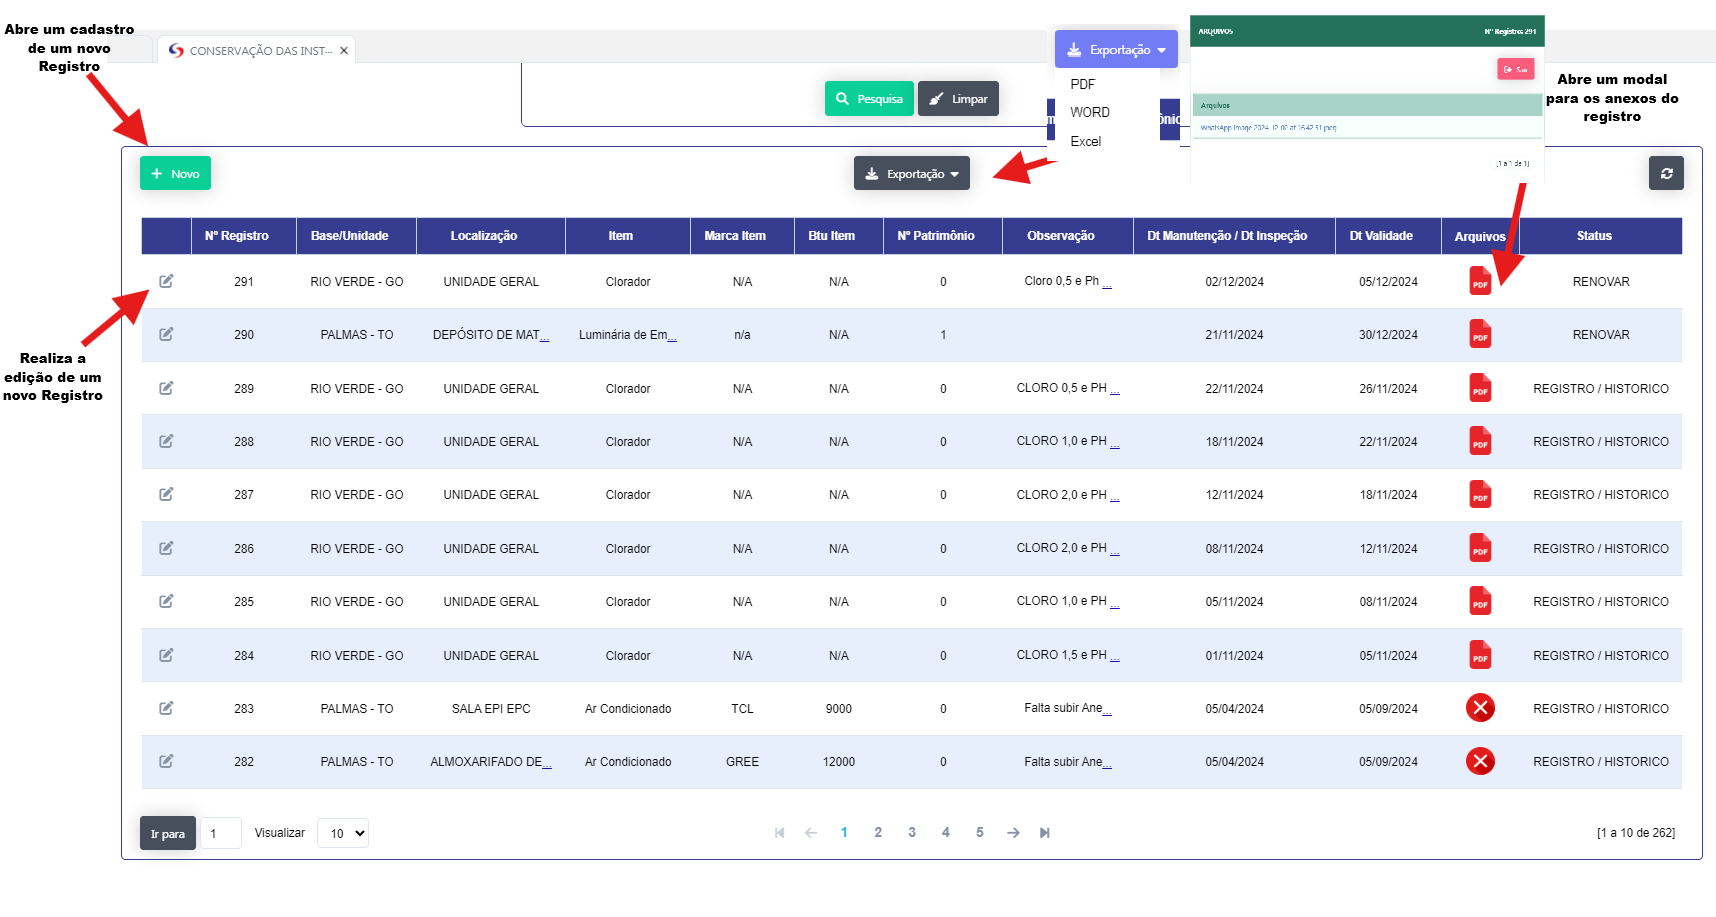 Abre um cadastro
de um novo
Registro
CONSERVAÇÃO DAS INST···
Pesquisa
Limpar
Exportação
PDF
WORD
Excel
ARQUIVOS
Nº Registro: 291
Sair
Arquivos
WhatsApp Image 2024-12-02 at 16.42.51.jpeg
[1 a 1 de 1]
Abre um modal
para os anexos do
registro
Novo
Exportação
Nº Registro Base/Unidade Localização Item Marca Item Btu Item Nº Patrimônio Observação Dt Manutenção / Dt Inspeção Dt Validade Arquivos Status
291 RIO VERDE - GO UNIDADE GERAL Clorador N/A N/A 0 Cloro 0,5 e Ph ... 02/12/2024 05/12/2024 PDF RENOVAR
290 PALMAS - TO DEPÓSITO DE MAT... Luminária de Em... n/a N/A 1 21/11/2024 30/12/2024 PDF RENOVAR
289 RIO VERDE - GO UNIDADE GERAL Clorador N/A N/A 0 CLORO 0,5 e PH ... 22/11/2024 26/11/2024 PDF REGISTRO / HISTORICO
288 RIO VERDE - GO UNIDADE GERAL Clorador N/A N/A 0 CLORO 1,0 e PH ... 18/11/2024 22/11/2024 PDF REGISTRO / HISTORICO
287 RIO VERDE - GO UNIDADE GERAL Clorador N/A N/A 0 CLORO 2,0 e PH ... 12/11/2024 18/11/2024 PDF REGISTRO / HISTORICO
286 RIO VERDE - GO UNIDADE GERAL Clorador N/A N/A 0 CLORO 2,0 e PH ... 08/11/2024 12/11/2024 PDF REGISTRO / HISTORICO
285 RIO VERDE - GO UNIDADE GERAL Clorador N/A N/A 0 CLORO 1,0 e PH ... 05/11/2024 08/11/2024 PDF REGISTRO / HISTORICO
284 RIO VERDE - GO UNIDADE GERAL Clorador N/A N/A 0 CLORO 1,5 e PH ... 01/11/2024 05/11/2024 PDF REGISTRO / HISTORICO
283 PALMAS - TO SALA EPI EPC Ar Condicionado TCL 9000 0 Falta subir Ane... 05/04/2024 05/09/2024 REGISTRO / HISTORICO
282 PALMAS - TO ALMOXARIFADO DE... Ar Condicionado GREE 12000 0 Falta subir Ane... 05/04/2024 05/09/2024 REGISTRO / HISTORICO
Realiza a
edição de um
novo Registro
Ir para 1 Visualizar 10 1 2 3 4 5 [1 a 10 de 262]